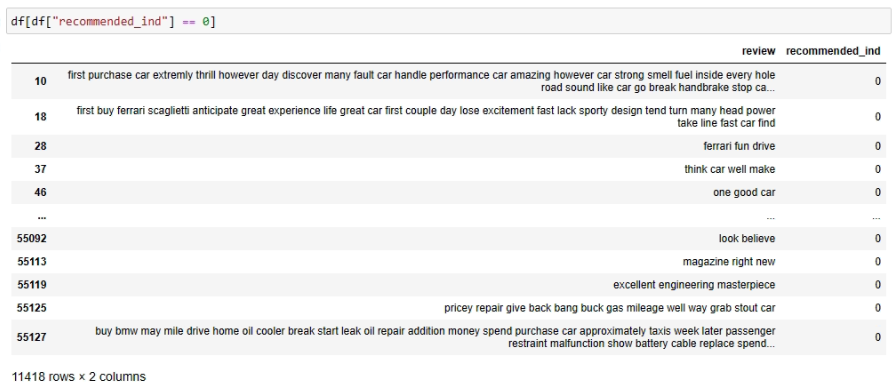 df[df["recommended_ind"] == 0]
review recommended_ind
10 first purchase car extremly thrill however day discover many fault car handle performance car amazing however car strong smell fuel inside every hole 0
road sound like car go break handbrake stop ca...
18 first buy ferrari scaglietti anticipate great experience life great car first couple day lose excitement fast lack sporty design tend turn many head power 0
take line fast car find
28 ferrari fun drive 0
37 think car well make 0
46 one good car 0
... ... ...
55092 look believe 0
55113 magazine right new 0
55119 excellent engineering masterpiece 0
55125 pricey repair give back bang buck gas mileage well way grab stout car 0
55127 buy bmw may mile drive home oil cooler break start leak oil repair addition money spend purchase car approximately taxis week later passenger 0
restraint malfunction show battery cable replace spend...
11418 rows × 2 columns